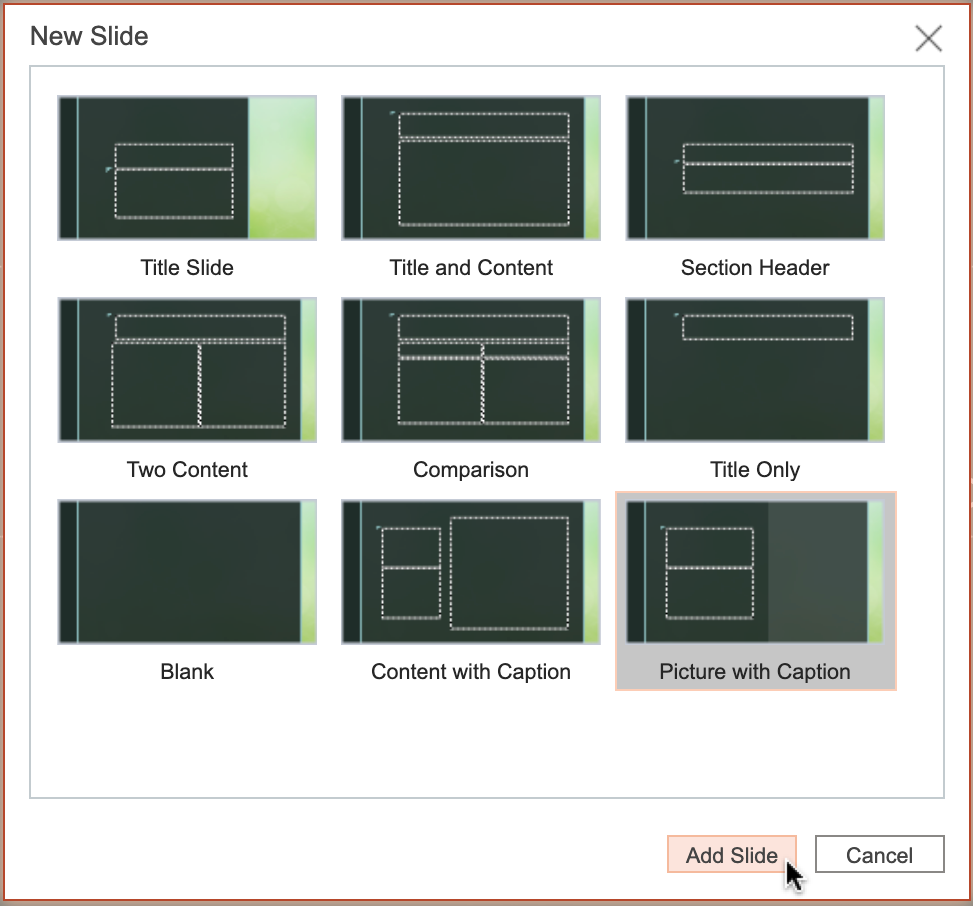 New Slide
Title Slide
Title and Content
Section Header
Two Content
Comparison
Title Only
Blank
Content with Caption
Picture with Caption
Add Slide
Cancel